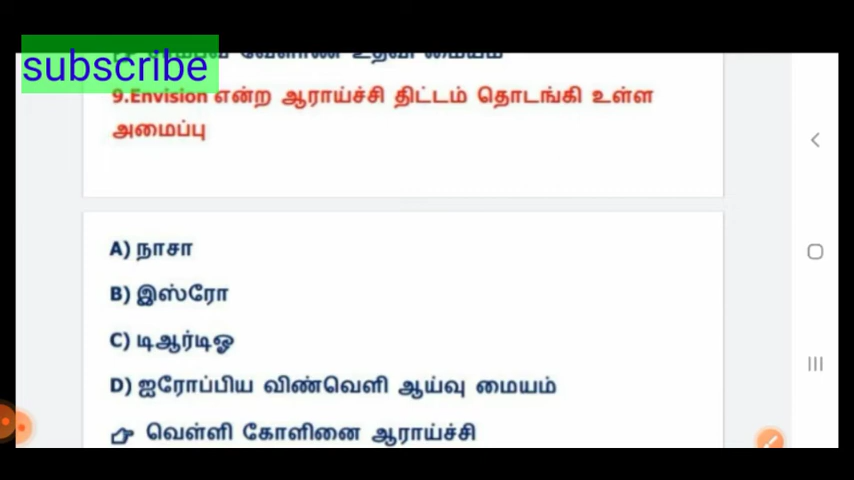 subscribe
9.Envision என்ற ஆராய்ச்சி திட்டம் தொடங்கி உள்ள
அமைப்பு
A) நாசா
B) இஸ்ரோ
C) டிஆர்டிஓ
D) ஐரோப்பிய விண்வெளி ஆய்வு மையம்
👉 வெள்ளி கோளினை ஆராய்ச்சி